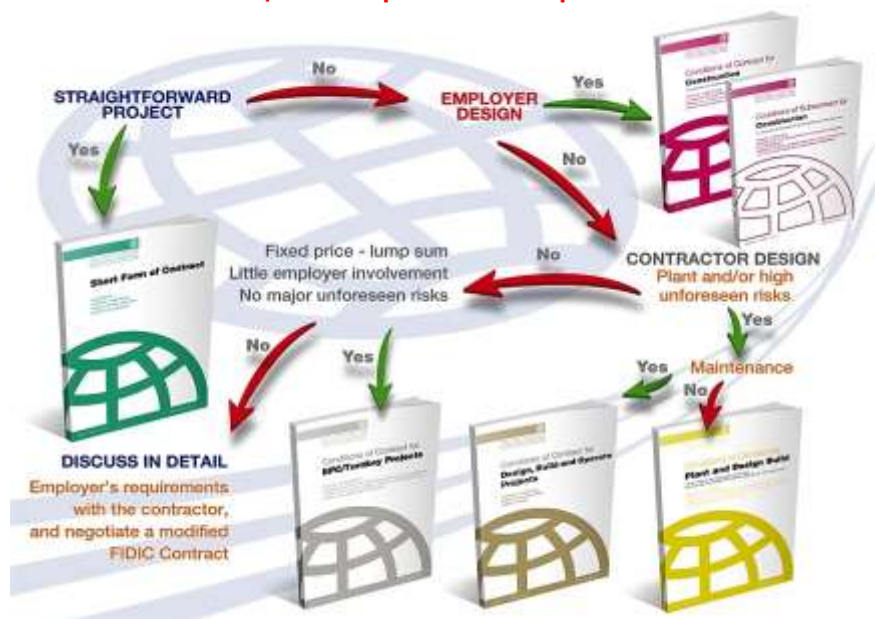 No
STRAIGHTFORWARD
PROJECT
EMPLOYER
DESIGN
Yes
Conditions of Contract for
Construction
Conditions of Subcontract for
Construction
Yes
No
Short Form of Contract
Fixed price - lump sum
Little employer involvement
No major unforeseen risks
No
CONTRACTOR DESIGN
Plant and/or high
unforeseen risks
No
Yes
Yes
Yes
Maintenance
No
DISCUSS IN DETAIL
Employer's requirements
with the contractor,
and negotiate a modified
FIDIC Contract
Conditions of Contract for
EPC/Turnkey Projects
Conditions of Contract for
Design, Build and Operate
Projects
Plant and Design Build